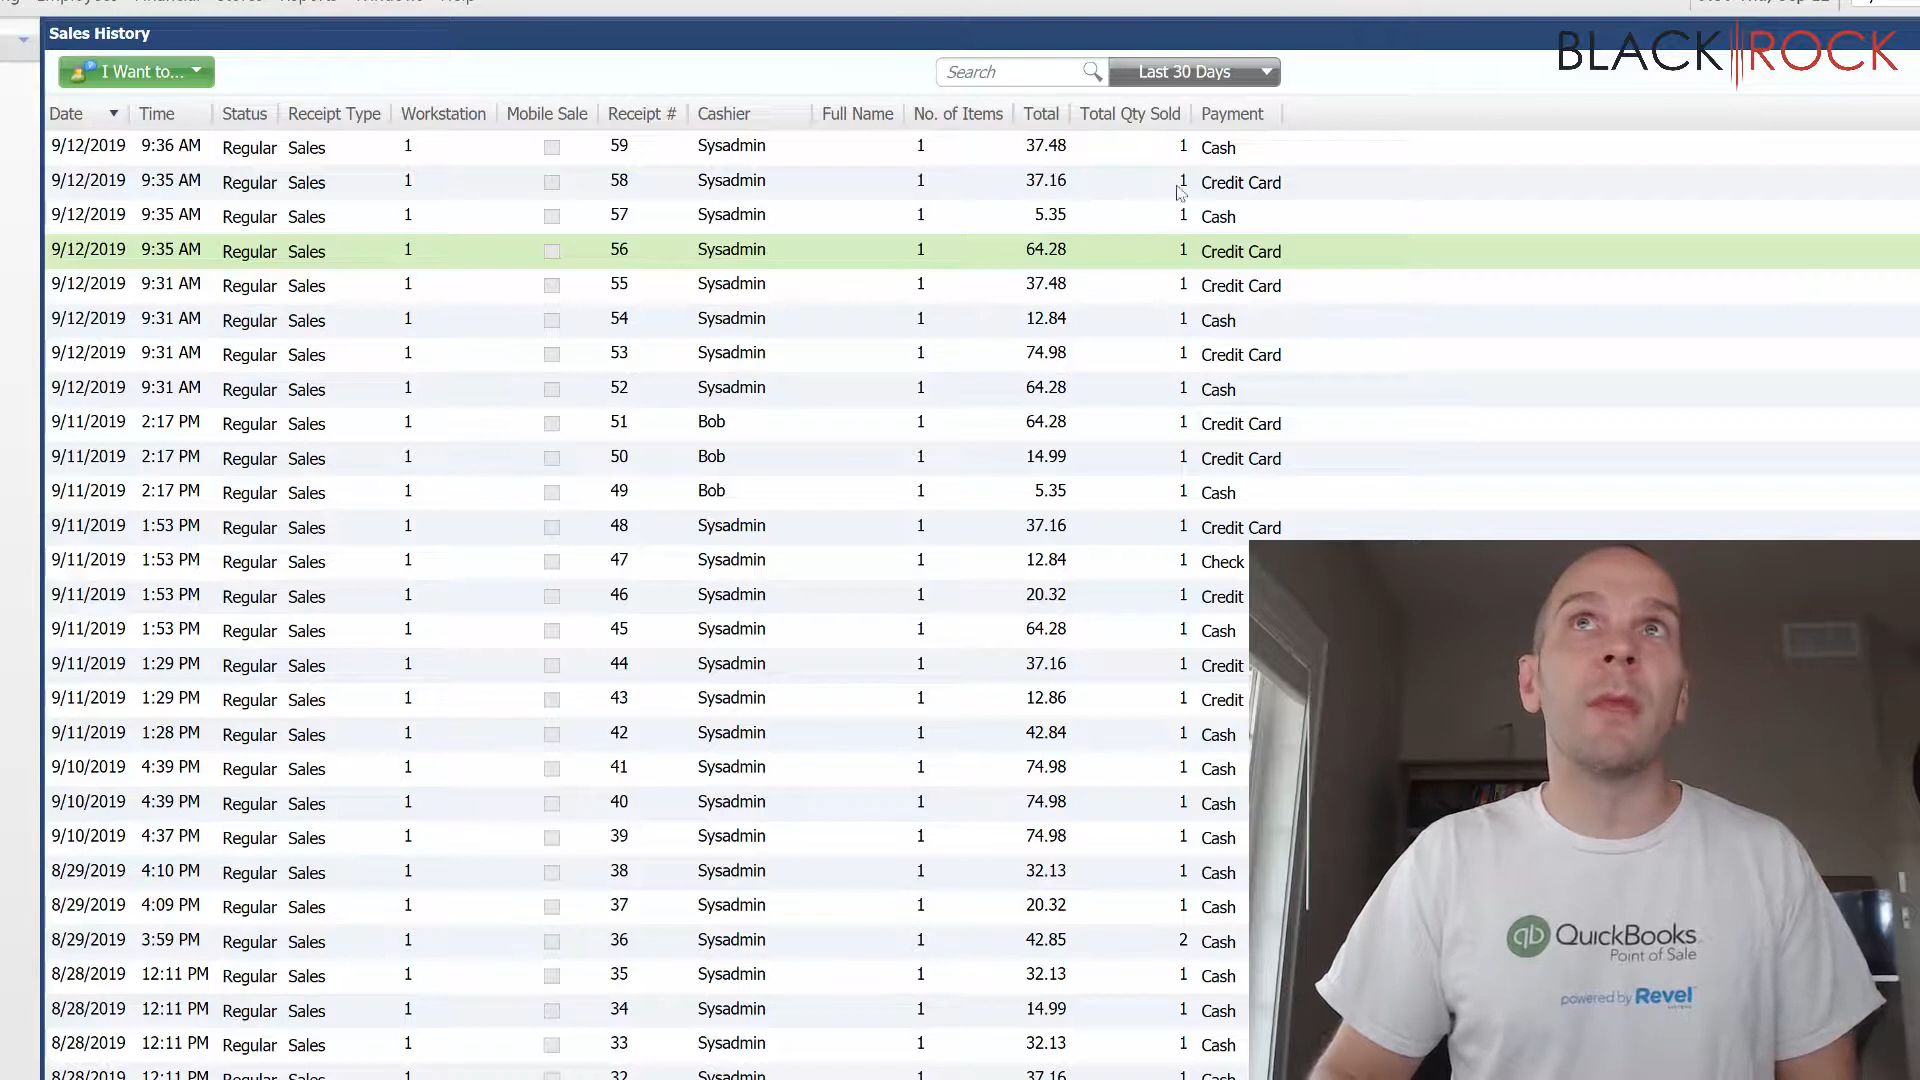 Employees Financial Stores Reports Windows Help
Sales History
BLACK ROCK
I Want to...
Search
Last 30 Days
Date Time Status Receipt Type Workstation Mobile Sale Receipt # Cashier Full Name No. of Items Total Total Qty Sold Payment
9/12/2019 9:36 AM Regular Sales 1 59 Sysadmin 1 37.48 1 Cash
9/12/2019 9:35 AM Regular Sales 1 58 Sysadmin 1 37.16 1 Credit Card
9/12/2019 9:35 AM Regular Sales 1 57 Sysadmin 1 5.35 1 Cash
9/12/2019 9:35 AM Regular Sales 1 56 Sysadmin 1 64.28 1 Credit Card
9/12/2019 9:31 AM Regular Sales 1 55 Sysadmin 1 37.48 1 Credit Card
9/12/2019 9:31 AM Regular Sales 1 54 Sysadmin 1 12.84 1 Cash
9/12/2019 9:31 AM Regular Sales 1 53 Sysadmin 1 74.98 1 Credit Card
9/12/2019 9:31 AM Regular Sales 1 52 Sysadmin 1 64.28 1 Cash
9/11/2019 2:17 PM Regular Sales 1 51 Bob 1 64.28 1 Credit Card
9/11/2019 2:17 PM Regular Sales 1 50 Bob 1 14.99 1 Credit Card
9/11/2019 2:17 PM Regular Sales 1 49 Bob 1 5.35 1 Cash
9/11/2019 1:53 PM Regular Sales 1 48 Sysadmin 1 37.16 1 Credit Card
9/11/2019 1:53 PM Regular Sales 1 47 Sysadmin 1 12.84 1 Check
9/11/2019 1:53 PM Regular Sales 1 46 Sysadmin 1 20.32 1 Credit
9/11/2019 1:53 PM Regular Sales 1 45 Sysadmin 1 64.28 1 Cash
9/11/2019 1:29 PM Regular Sales 1 44 Sysadmin 1 37.16 1 Credit
9/11/2019 1:29 PM Regular Sales 1 43 Sysadmin 1 12.86 1 Credit
9/11/2019 1:28 PM Regular Sales 1 42 Sysadmin 1 42.84 1 Cash
9/10/2019 4:39 PM Regular Sales 1 41 Sysadmin 1 74.98 1 Cash
9/10/2019 4:39 PM Regular Sales 1 40 Sysadmin 1 74.98 1 Cash
9/10/2019 4:37 PM Regular Sales 1 39 Sysadmin 1 74.98 1 Cash
8/29/2019 4:10 PM Regular Sales 1 38 Sysadmin 1 32.13 1 Cash
8/29/2019 4:09 PM Regular Sales 1 37 Sysadmin 1 20.32 1 Cash
8/29/2019 3:59 PM Regular Sales 1 36 Sysadmin 1 42.85 2 Cash
8/28/2019 12:11 PM Regular Sales 1 35 Sysadmin 1 32.13 1 Cash
8/28/2019 12:11 PM Regular Sales 1 34 Sysadmin 1 14.99 1 Cash
8/28/2019 12:11 PM Regular Sales 1 33 Sysadmin 1 32.13 1 Cash
8/28/2019 12:11 PM Regular Sales 1 32 Sysadmin 1 37.16 1 Cash
qb QuickBooks
Point of Sale
powered by Revel